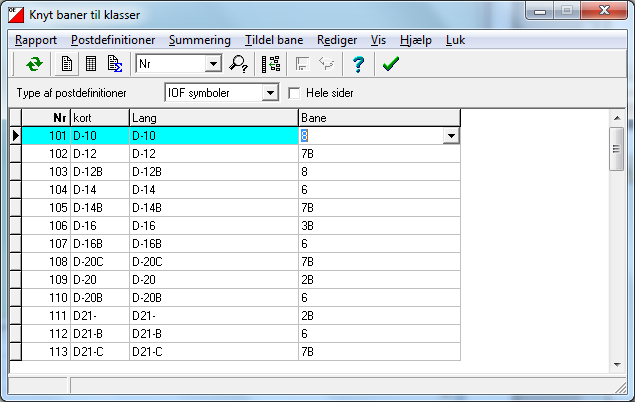 OE Knyt baner til klasser
Rapport Postdefinitioner Summering Tildel bane Rediger Vis Hjælp Luk
Nr
Type af postdefinitioner IOF symboler Hele sider
Nr kort Lang Bane
101 D-10 D-10 8
102 D-12 D-12 7B
103 D-12B D-12B 8
104 D-14 D-14 6
105 D-14B D-14B 7B
106 D-16 D-16 3B
107 D-16B D-16B 6
108 D-20C D-20C 7B
109 D-20 D-20 2B
110 D-20B D-20B 6
111 D21- D21- 2B
112 D21-B D21-B 6
113 D21-C D21-C 7B